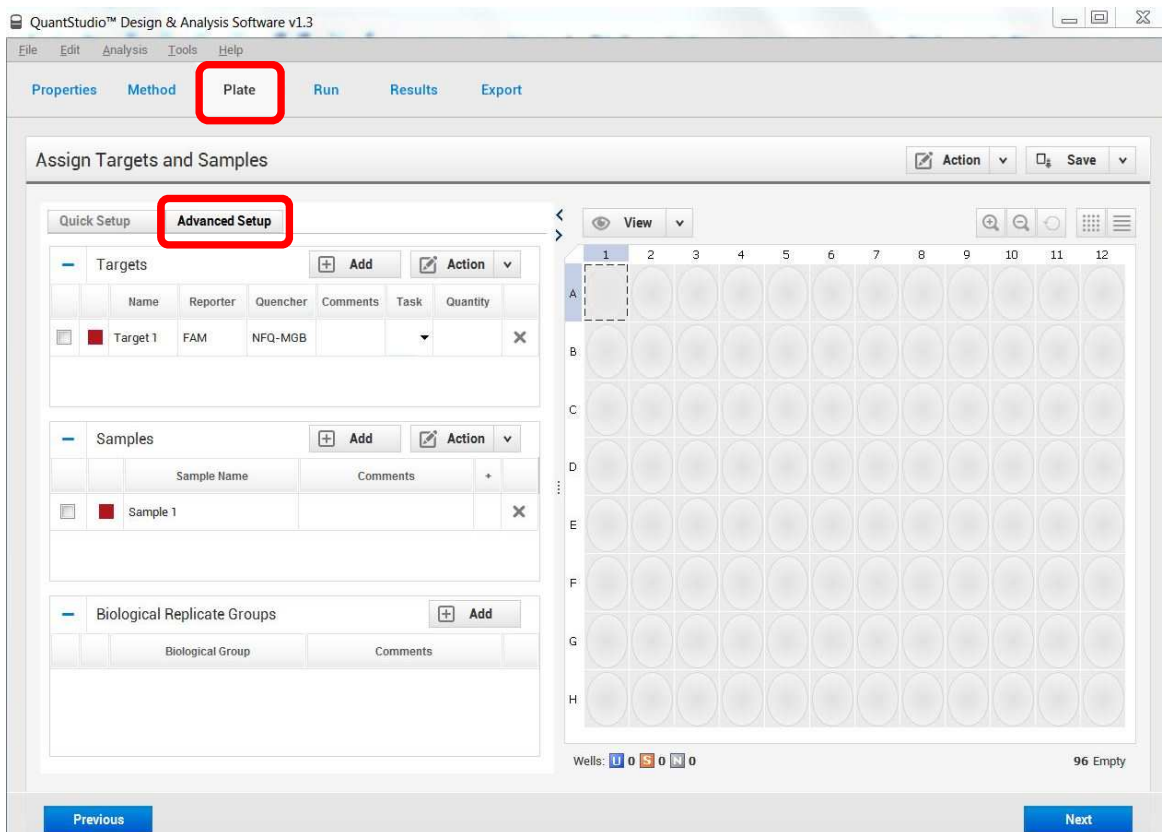 QuantStudio™ Design & Analysis Software v1.3
File Edit Analysis Tools Help
Properties Method Plate Run Results Export
Assign Targets and Samples
Action Save
Quick Setup Advanced Setup
View
Targets
Add Action
Name Reporter Quencher Comments Task Quantity
Target 1 FAM NFQ-MGB
Samples
Add Action
Sample Name Comments +
Sample 1
Biological Replicate Groups
Add
Biological Group Comments
1 2 3 4 5 6 7 8 9 10 11 12
A
B
C
D
E
F
G
H
Wells: U 0 S 0 N 0
96 Empty
Previous
Next